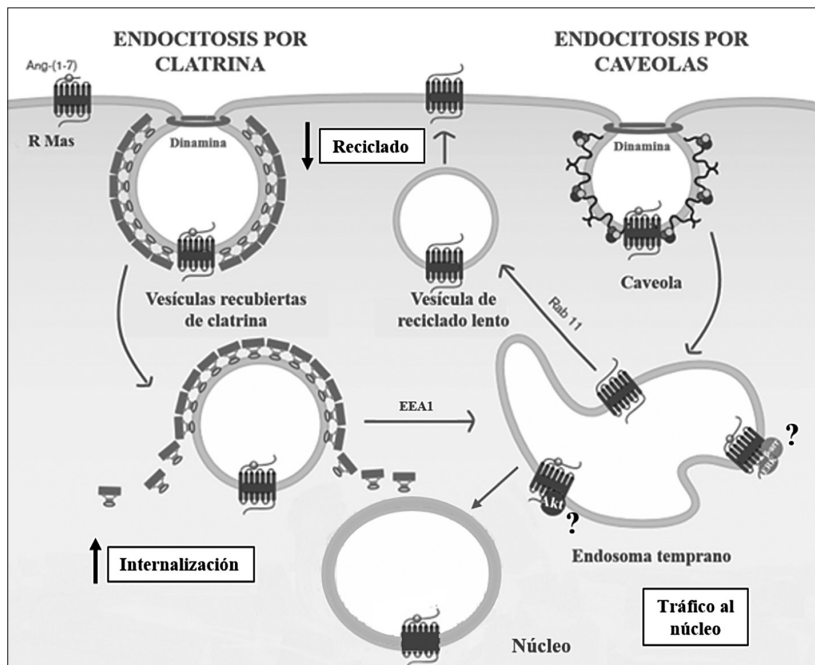 ENDOCITOSIS POR
CLATRINA
ENDOCITOSIS POR
CAVEOLAS
Ang-(1-7)
R Mas
Dinamina
Reciclado
Dinamina
Vesículas recubiertas
de clatrina
Vesícula de
reciclado lento
Caveola
Rab 11
EEA1
?
Akt
?
Internalización
Endosoma temprano
Tráfico al
núcleo
Núcleo